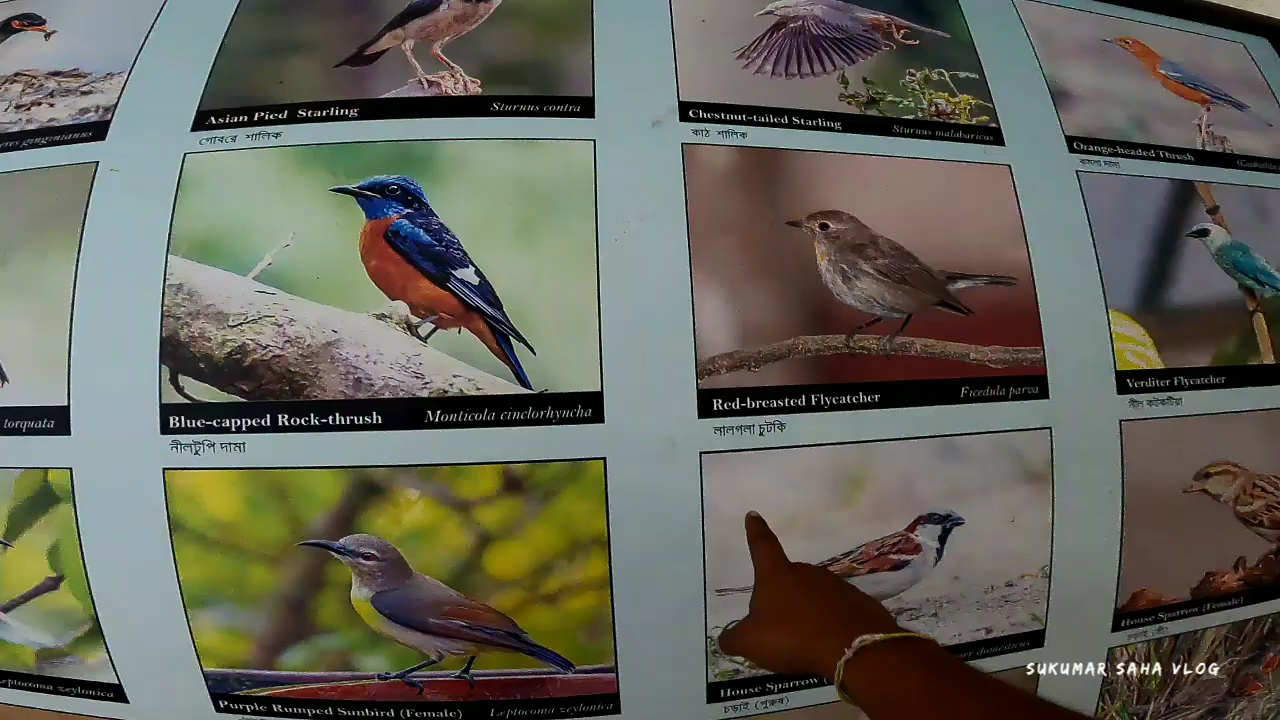 Asian Pied Starling Sturnus contra
গোবরে শালিক
Chestnut-tailed Starling Sturnus malabaricus
কাঠ শালিক
Orange-headed Thrush
দামা
torquata
Blue-capped Rock-thrush Monticola cinclorhyncha
নীলটুপি দামা
Red-breasted Flycatcher Ficedula parva
লালগলা চুটকি
Verditer Flycatcher
নীল কটকটিয়া
Leptocoma zeylonica
Purple Rumped Sunbird (Female) Leptocoma zeylonica
House Sparrow domesticus
চড়াই (পুরুষ)
House Sparrow (Female)
SUKUMAR SAHA VLOG